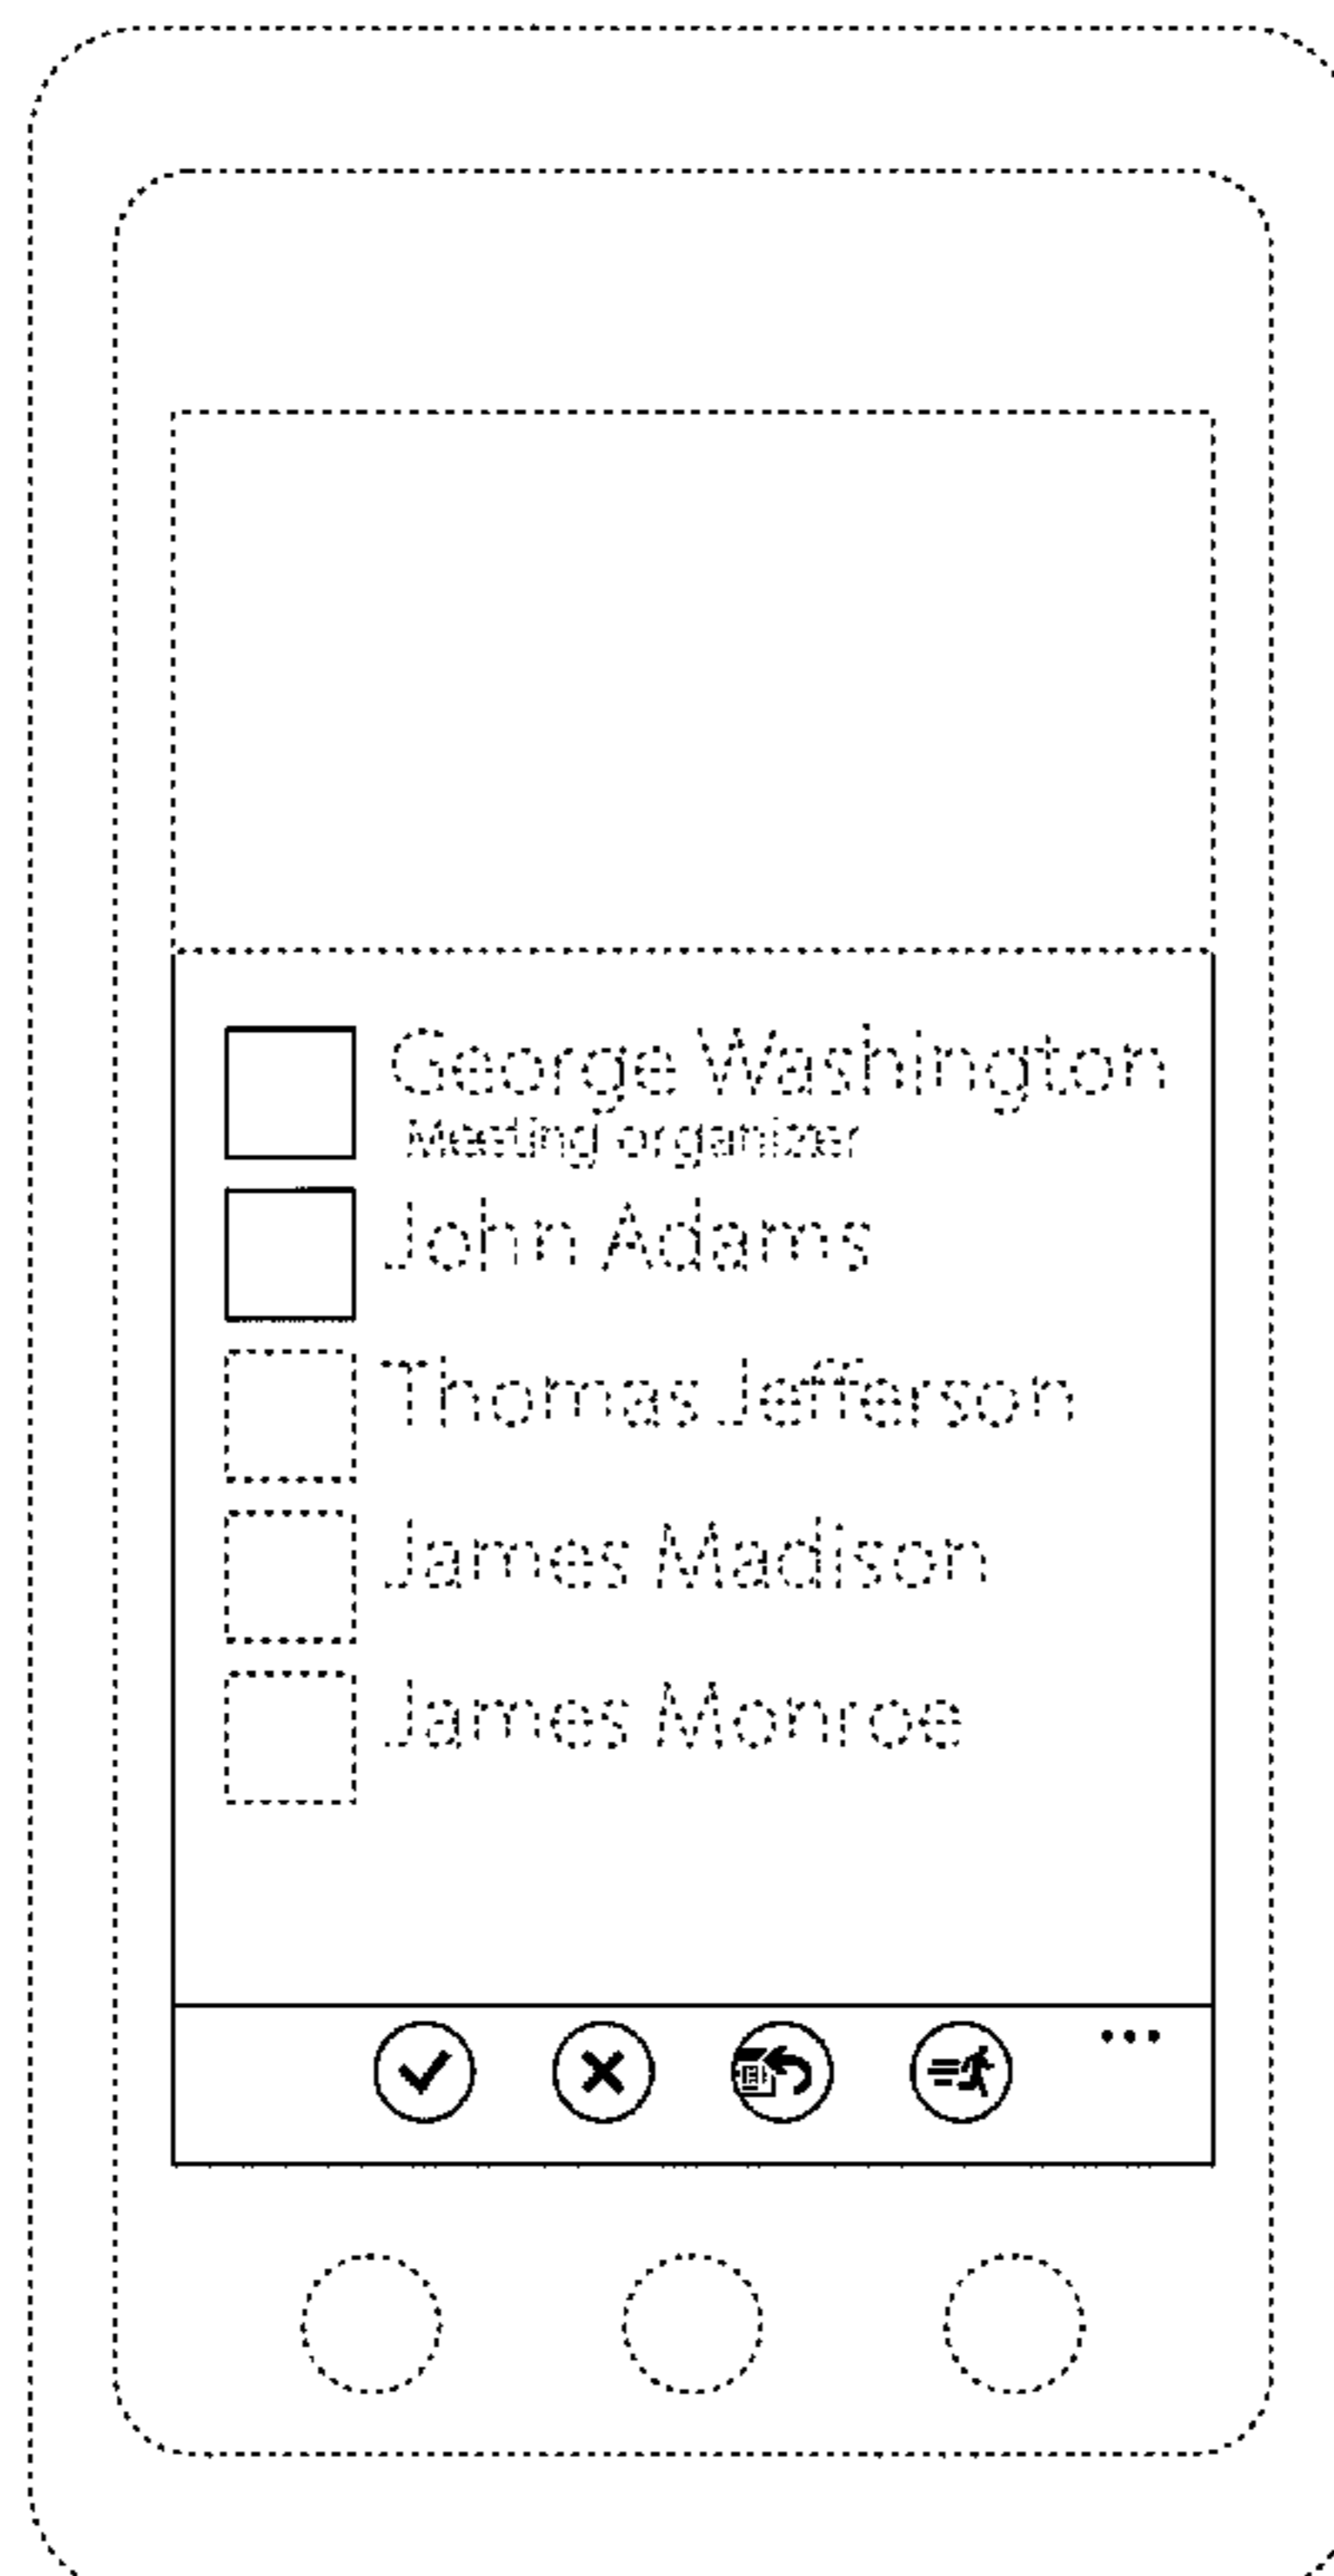 George Washington
Meeting organizer
John Adams
Thomas Jefferson
James Madison
James Monroe